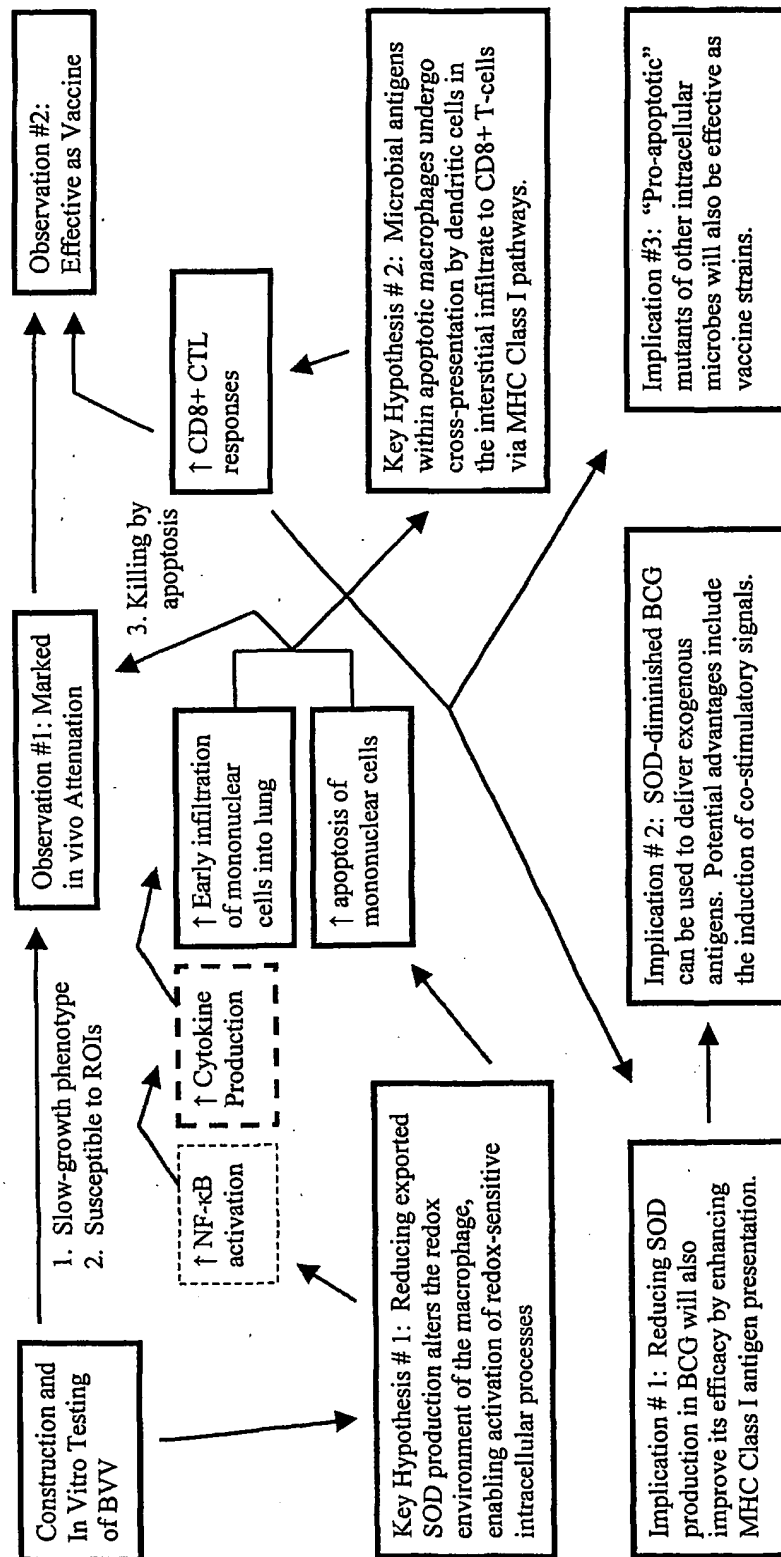 Construction and
In Vitro Testing
of BVV
1. Slow-growth phenotype
2. Susceptible to ROIs
Observation #1: Marked
in vivo Attenuation
Observation #2:
Effective as Vaccine
↑NF-κB
activation
↑Cytokine
Production
↑Early infiltration
of mononuclear
cells into lung
↑ apoptosis of
mononuclear cells
3. Killing by
apoptosis
↑ CD8+ CTL
responses
Key Hypothesis # 1: Reducing exported
SOD production alters the redox
environment of the macrophage,
enabling activation of redox-sensitive
intracellular processes
Key Hypothesis # 2: Microbial antigens
within apoptotic macrophages undergo
cross-presentation by dendritic cells in
the interstitial infiltrate to CD8+ T-cells
via MHC Class I pathways.
Implication # 1: Reducing SOD
production in BCG will also
improve its efficacy by enhancing
MHC Class I antigen presentation.
Implication # 2: SOD-diminished BCG
can be used to deliver exogenous
antigens. Potential advantages include
the induction of co-stimulatory signals.
Implication #3: “Pro-apoptotic”
mutants of other intracellular
microbes will also be effective as
vaccine strains.